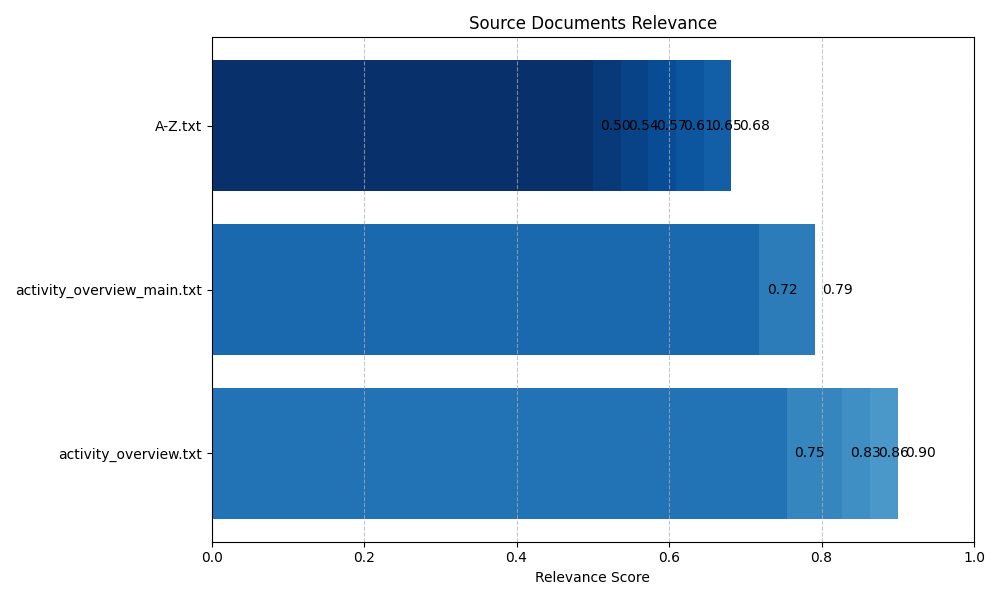 Source Documents Relevance
A-Z.txt
0.50 0.54 0.57 0.61 0.65 0.68
activity_overview_main.txt
0.72 0.79
activity_overview.txt
0.75 0.83 0.86 0.90
0.0 0.2 0.4 0.6 0.8 1.0
Relevance Score